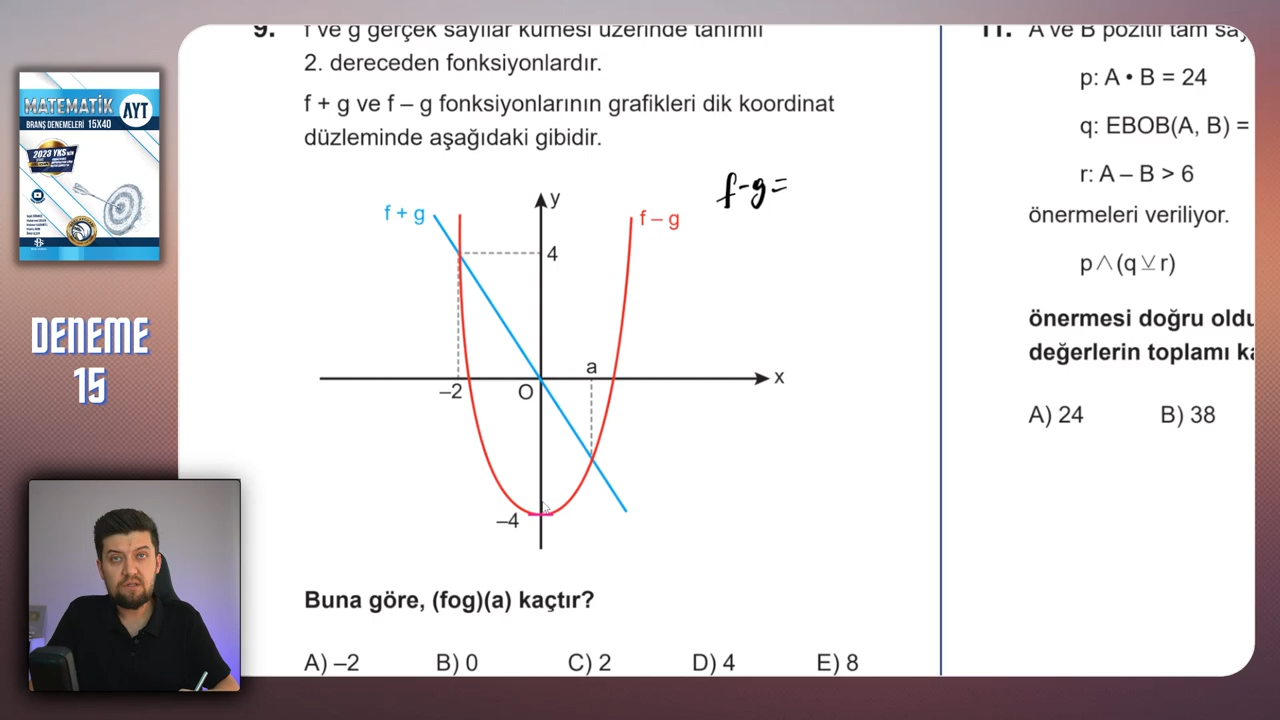 MATEMATİK AYT
BRANŞ DENEMELERİ 15X40
2023 YKS'
DENEME
15
9. f ve g gerçek sayılar kümesi üzerinde tanımlı
2. dereceden fonksiyonlardır.
f + g ve f – g fonksiyonlarının grafikleri dik koordinat
düzleminde aşağıdaki gibidir.
f-g=
y
f + g
f – g
4
a
x
–2
O
–4
Buna göre, (fog)(a) kaçtır?
A) –2 B) 0 C) 2 D) 4 E) 8
11. A ve B pozitif tam say
p: A • B = 24
q: EBOB(A, B) =
r: A – B > 6
önermeleri veriliyor.
p∧(q⊻r)
önermesi doğru oldu
değerlerin toplamı ka
A) 24 B) 38